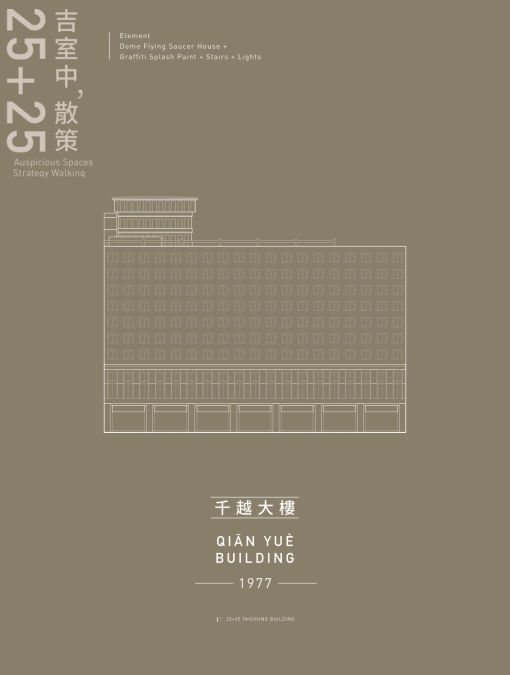 吉室中,散策
25+25
Auspicious Spaces
Strategy Walking
Element
Dome Flying Saucer House +
Graffiti Splash Paint + Stairs + Lights
千越大樓
QIĀN YUÈ
BUILDING
1977
25+25 TAICHUNG BUILDING